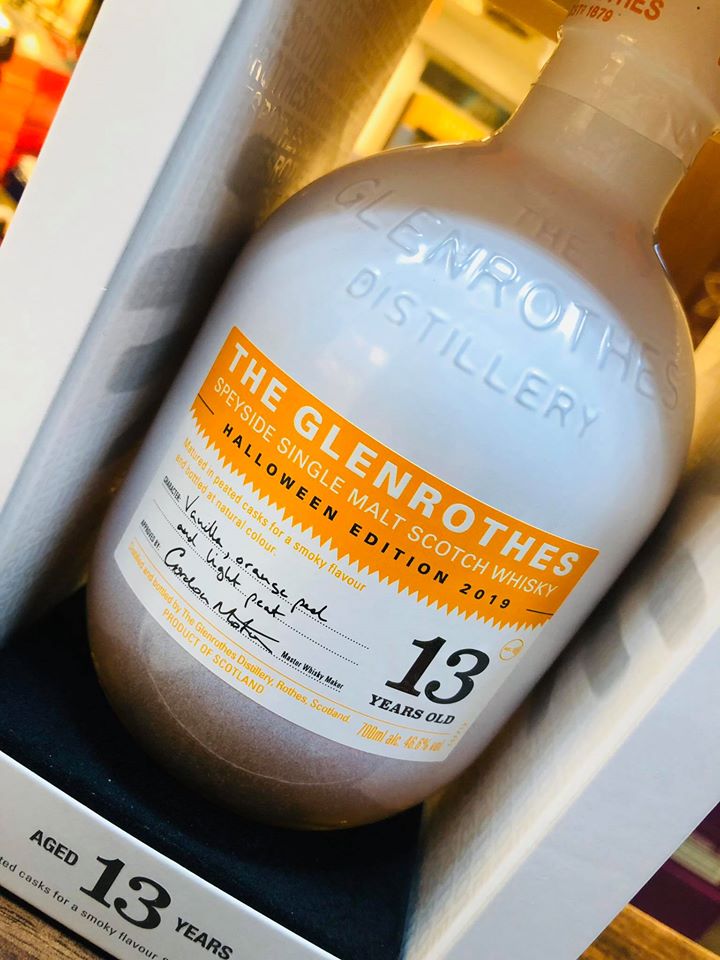 ESTD 1879
THE
GLENROTHES
DISTILLERY
THE GLENROTHES
SPEYSIDE SINGLE MALT SCOTCH WHISKY
HALLOWEEN EDITION 2019
Matured in peated casks for a smoky flavour
and bottled at natural colour.
CHARACTER: Vanilla, orange peel
and light peat
APPROVED BY: Gordon
Master Whisky Maker
and bottled by The Glenrothes Distillery, Rothes, Scotland.
PRODUCT OF SCOTLAND
13
YEARS OLD
700ml alc. 46.6% vol
AGED 13 YEARS
casks for a smoky flavour